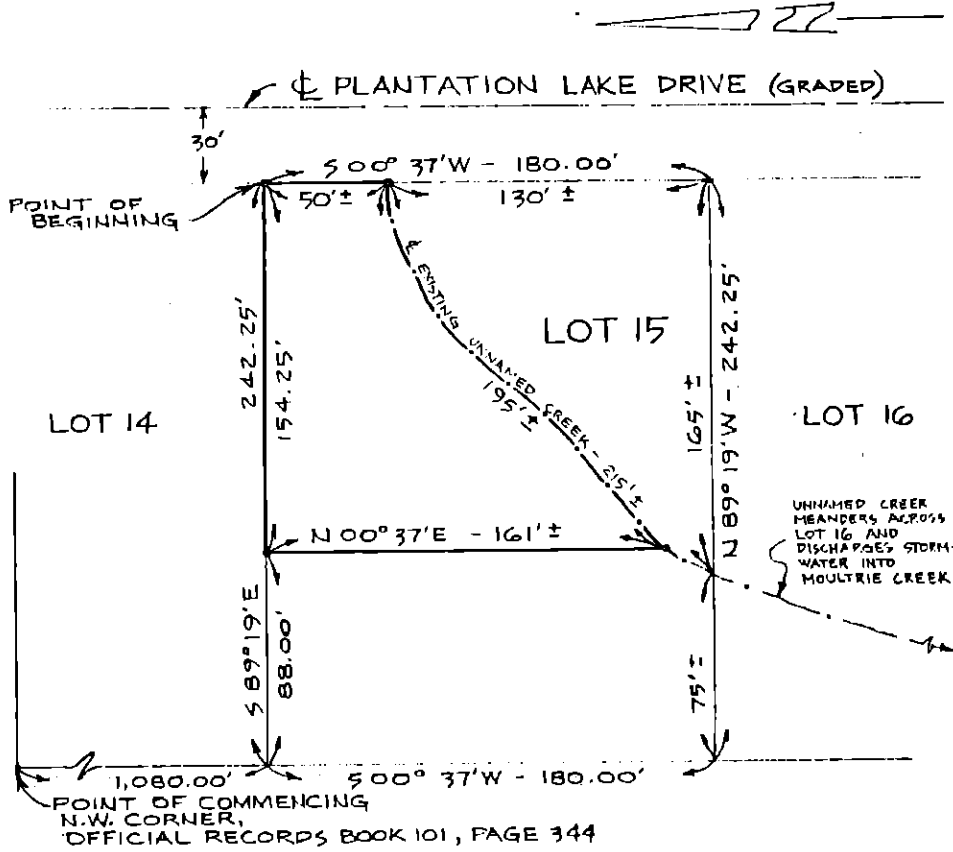 ℄ PLANTATION LAKE DRIVE (GRADED)
30'
S 00° 37'W - 180.00'
50'±
130'±
POINT OF
BEGINNING
242.25'
154.25'
℄ EXISTING UNNAMED CREEK - 215'±
195'±
LOT 15
LOT 14
165'±
N 89° 19'W - 242.25'
LOT 16
UNNAMED CREEK
MEANDERS ACROSS
LOT 16 AND
DISCHARGES STORM-
WATER INTO
MOULTRIE CREEK
N 00° 37'E - 161'±
S 89° 19'E
88.00'
75'±
1,080.00'
S 00° 37'W - 180.00'
POINT OF COMMENCING
N.W. CORNER,
OFFICIAL RECORDS BOOK 101, PAGE 344